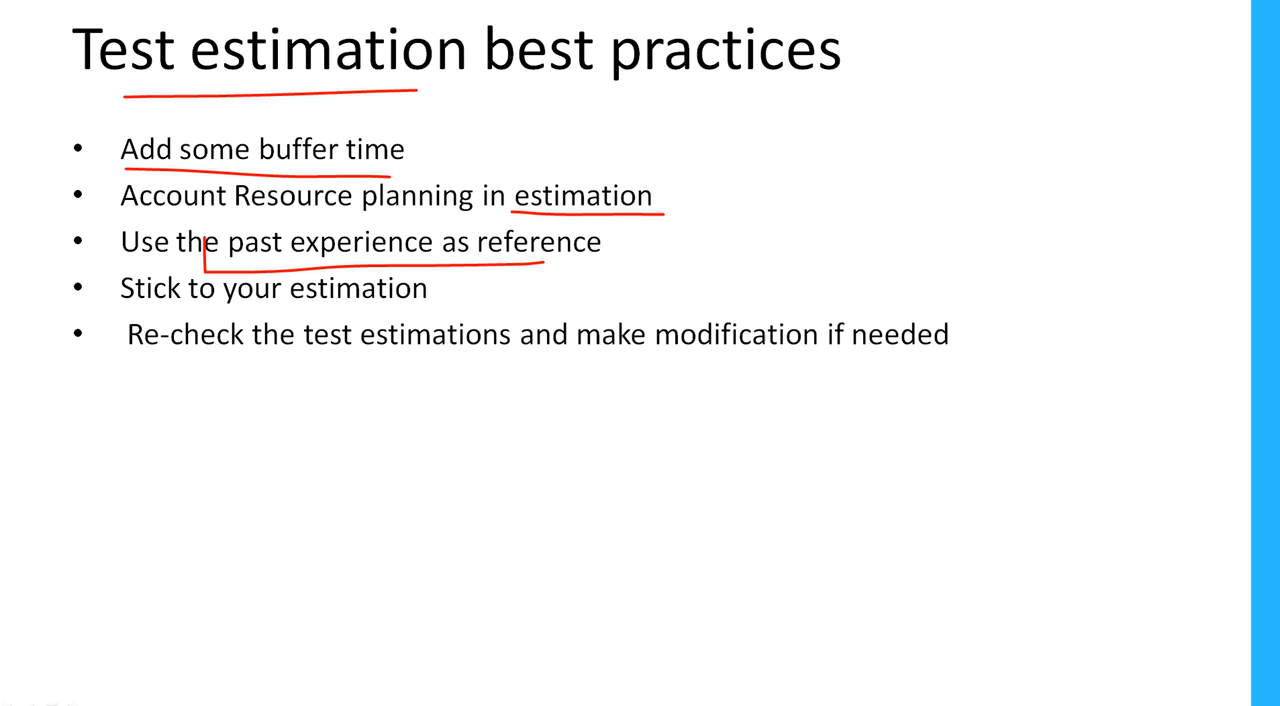 Test estimation best practices
• Add some buffer time
• Account Resource planning in estimation
• Use the past experience as reference
• Stick to your estimation
• Re-check the test estimations and make modification if needed